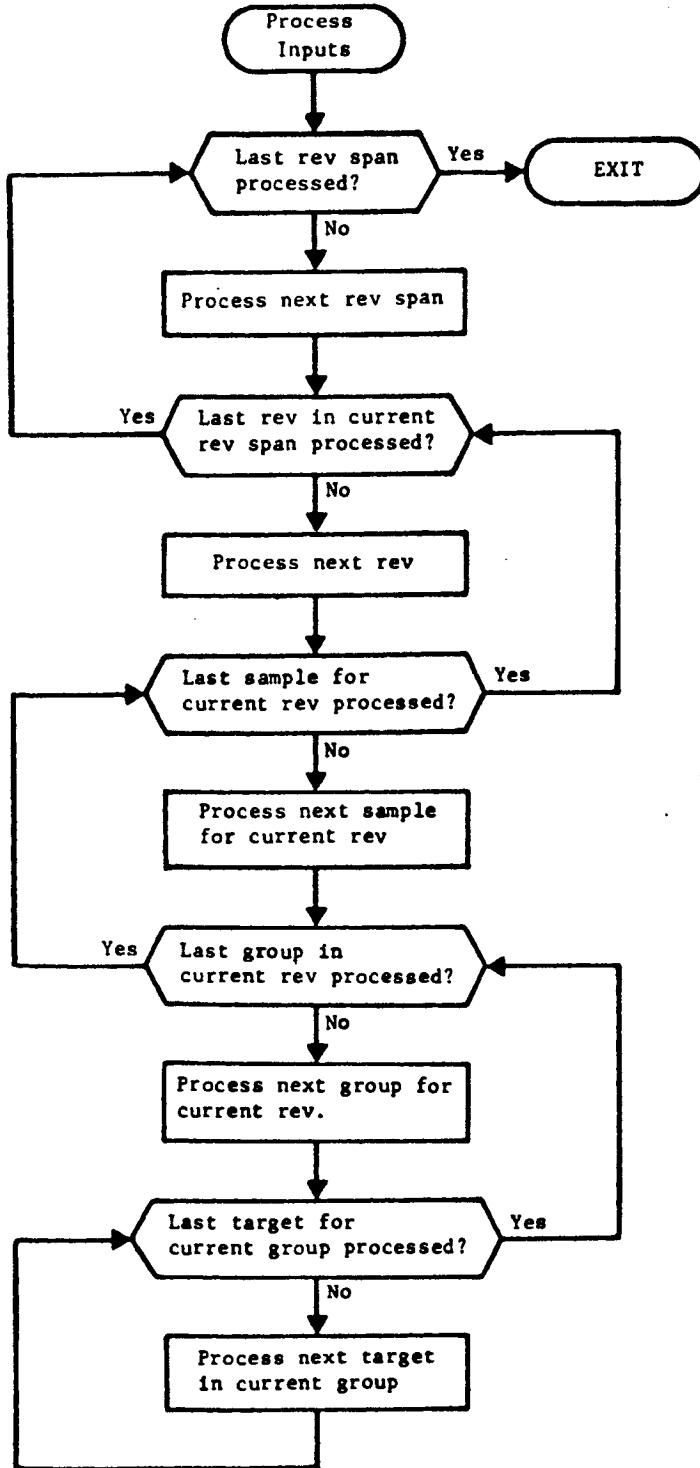 Process
Inputs
Last rev span
processed?
Yes
EXIT
No
Process next rev span
Yes
Last rev in current
rev span processed?
No
Process next rev
Last sample for
current rev processed?
Yes
No
Process next sample
for current rev
Yes
Last group in
current rev processed?
No
Process next group for
current rev.
Last target for
current group processed?
Yes
No
Process next target
in current group